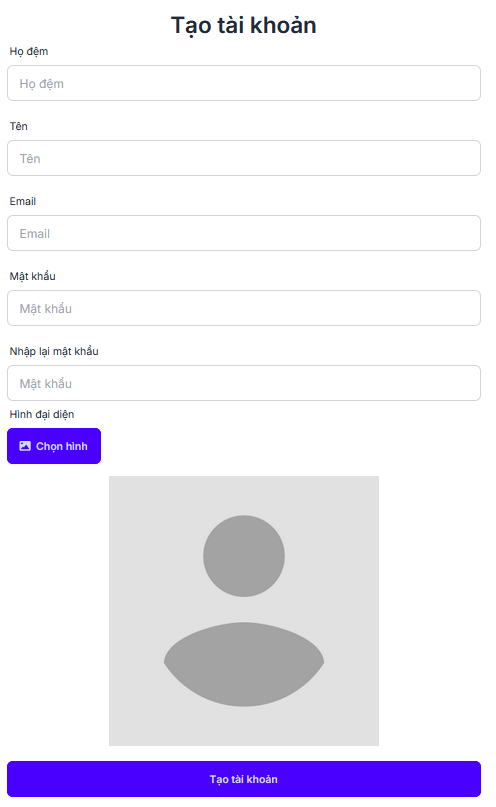 Tạo tài khoản
Họ đệm
Họ đệm
Tên
Tên
Email
Email
Mật khẩu
Mật khẩu
Nhập lại mật khẩu
Mật khẩu
Hình đại diện
Chọn hình
Tạo tài khoản